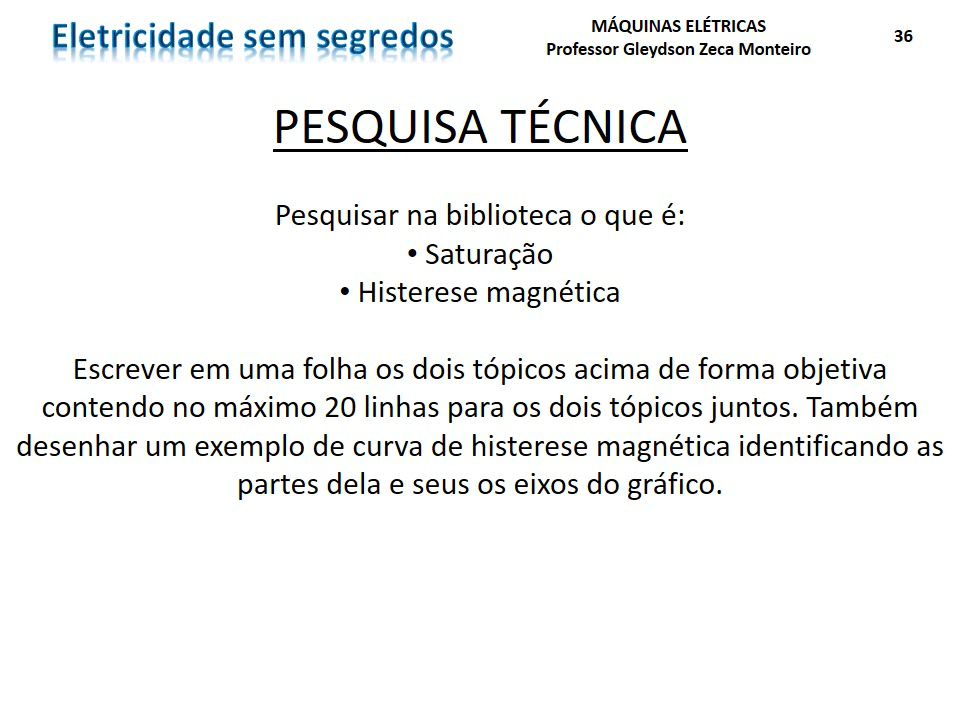 Eletricidade sem segredos
MÁQUINAS ELÉTRICAS
Professor Gleydson Zeca Monteiro
36
PESQUISA TÉCNICA
Pesquisar na biblioteca o que é:
• Saturação
• Histerese magnética
Escrever em uma folha os dois tópicos acima de forma objetiva
contendo no máximo 20 linhas para os dois tópicos juntos. Também
desenhar um exemplo de curva de histerese magnética identificando as
partes dela e seus os eixos do gráfico.